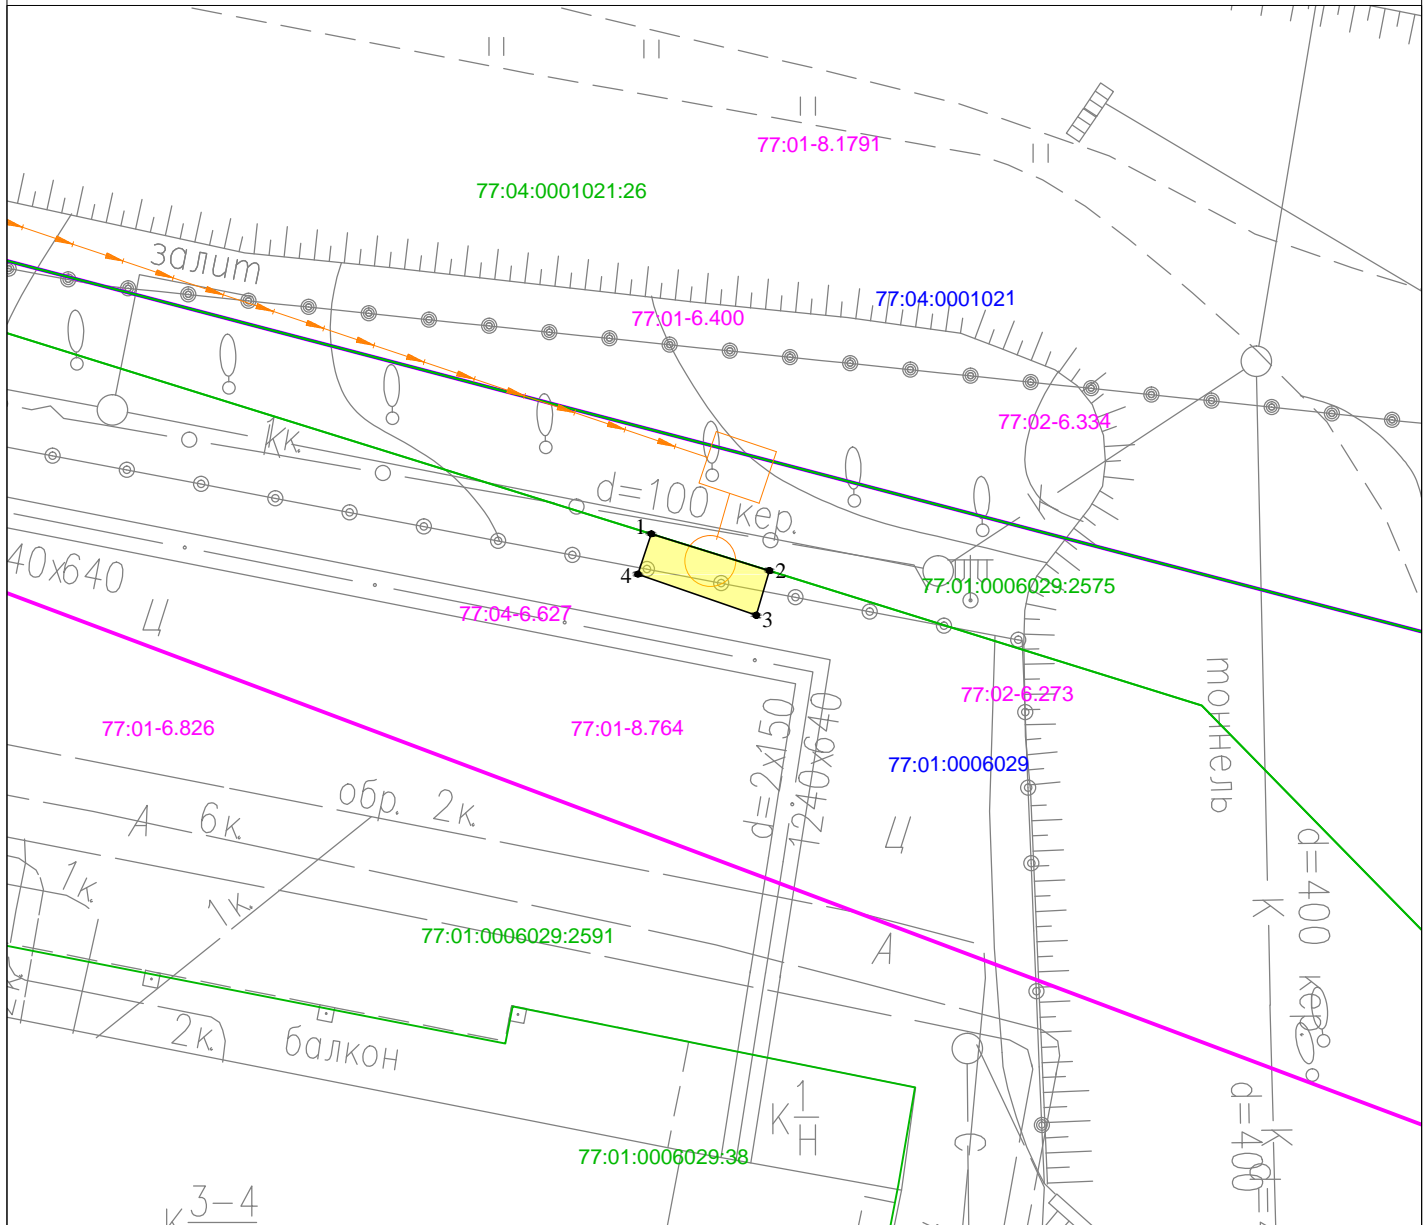 77:01-8.1791
77:04:0001021:26
залит
77:04:0001021
77:01-6.400
77:02-6.334
1к.
d=100 кер.
1
2
3
4
40х640
77:01:0006029:2575
77:04-6.627
Ц
77:02-6.273
77:01-6.826
77:01-8.764
77:01:0006029
тоннель
d=2х150
1240х640
обр. 2к.
А
6к.
Ц
d=400 кер.
К
1к.
1к.
77:01:0006029:2591
А
2к.
балкон
К 1/Н
С
d=400
К
77:01:0006029:38
К 3-4